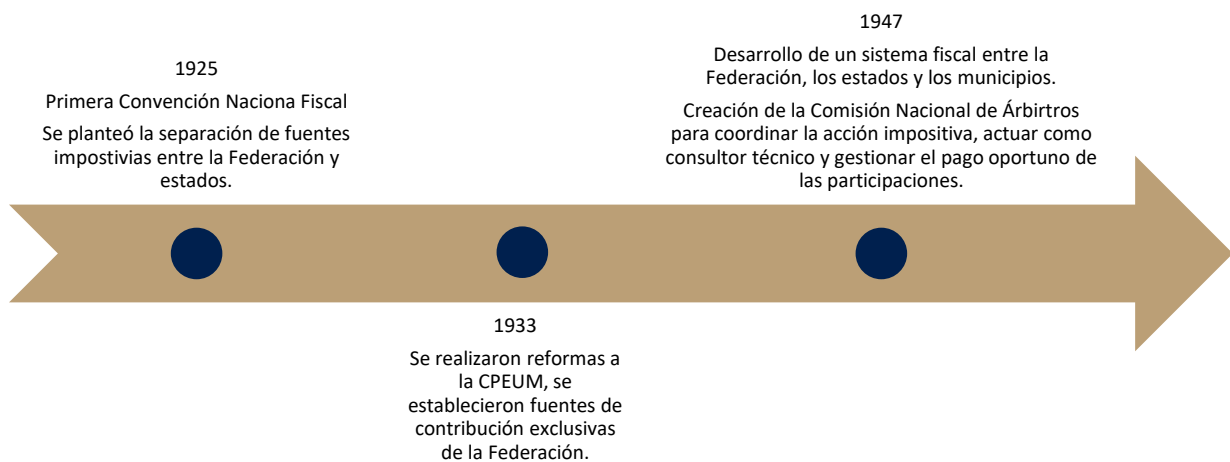 1925
Primera Convención Naciona Fiscal
Se planteó la separación de fuentes
impostivias entre la Federación y
estados.
1933
Se realizaron reformas a
la CPEUM, se
establecieron fuentes de
contribución exclusivas
de la Federación.
1947
Desarrollo de un sistema fiscal entre la
Federación, los estados y los municipios.
Creación de la Comisión Nacional de Árbirtros
para coordinar la acción impositiva, actuar como
consultor técnico y gestionar el pago oportuno de
las participaciones.